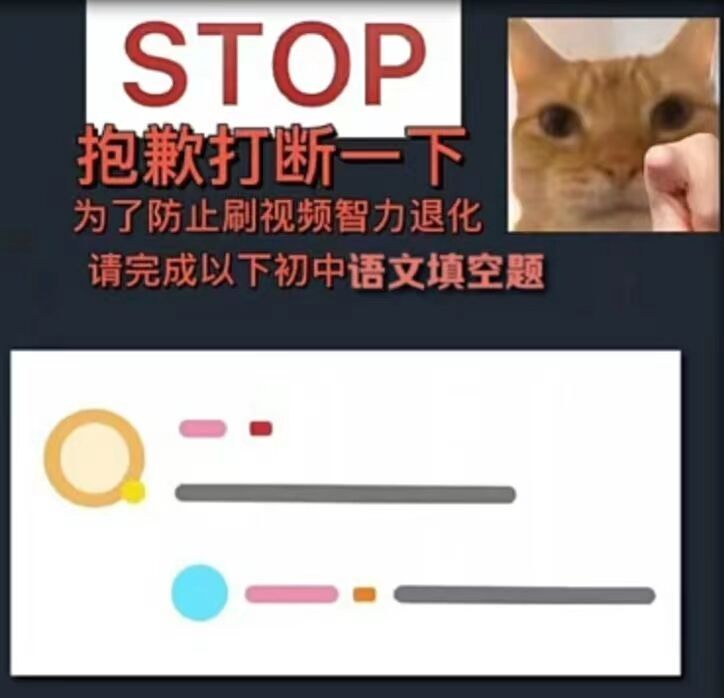 STOP
抱歉打断一下
为了防止刷视频智力退化
请完成以下初中语文填空题